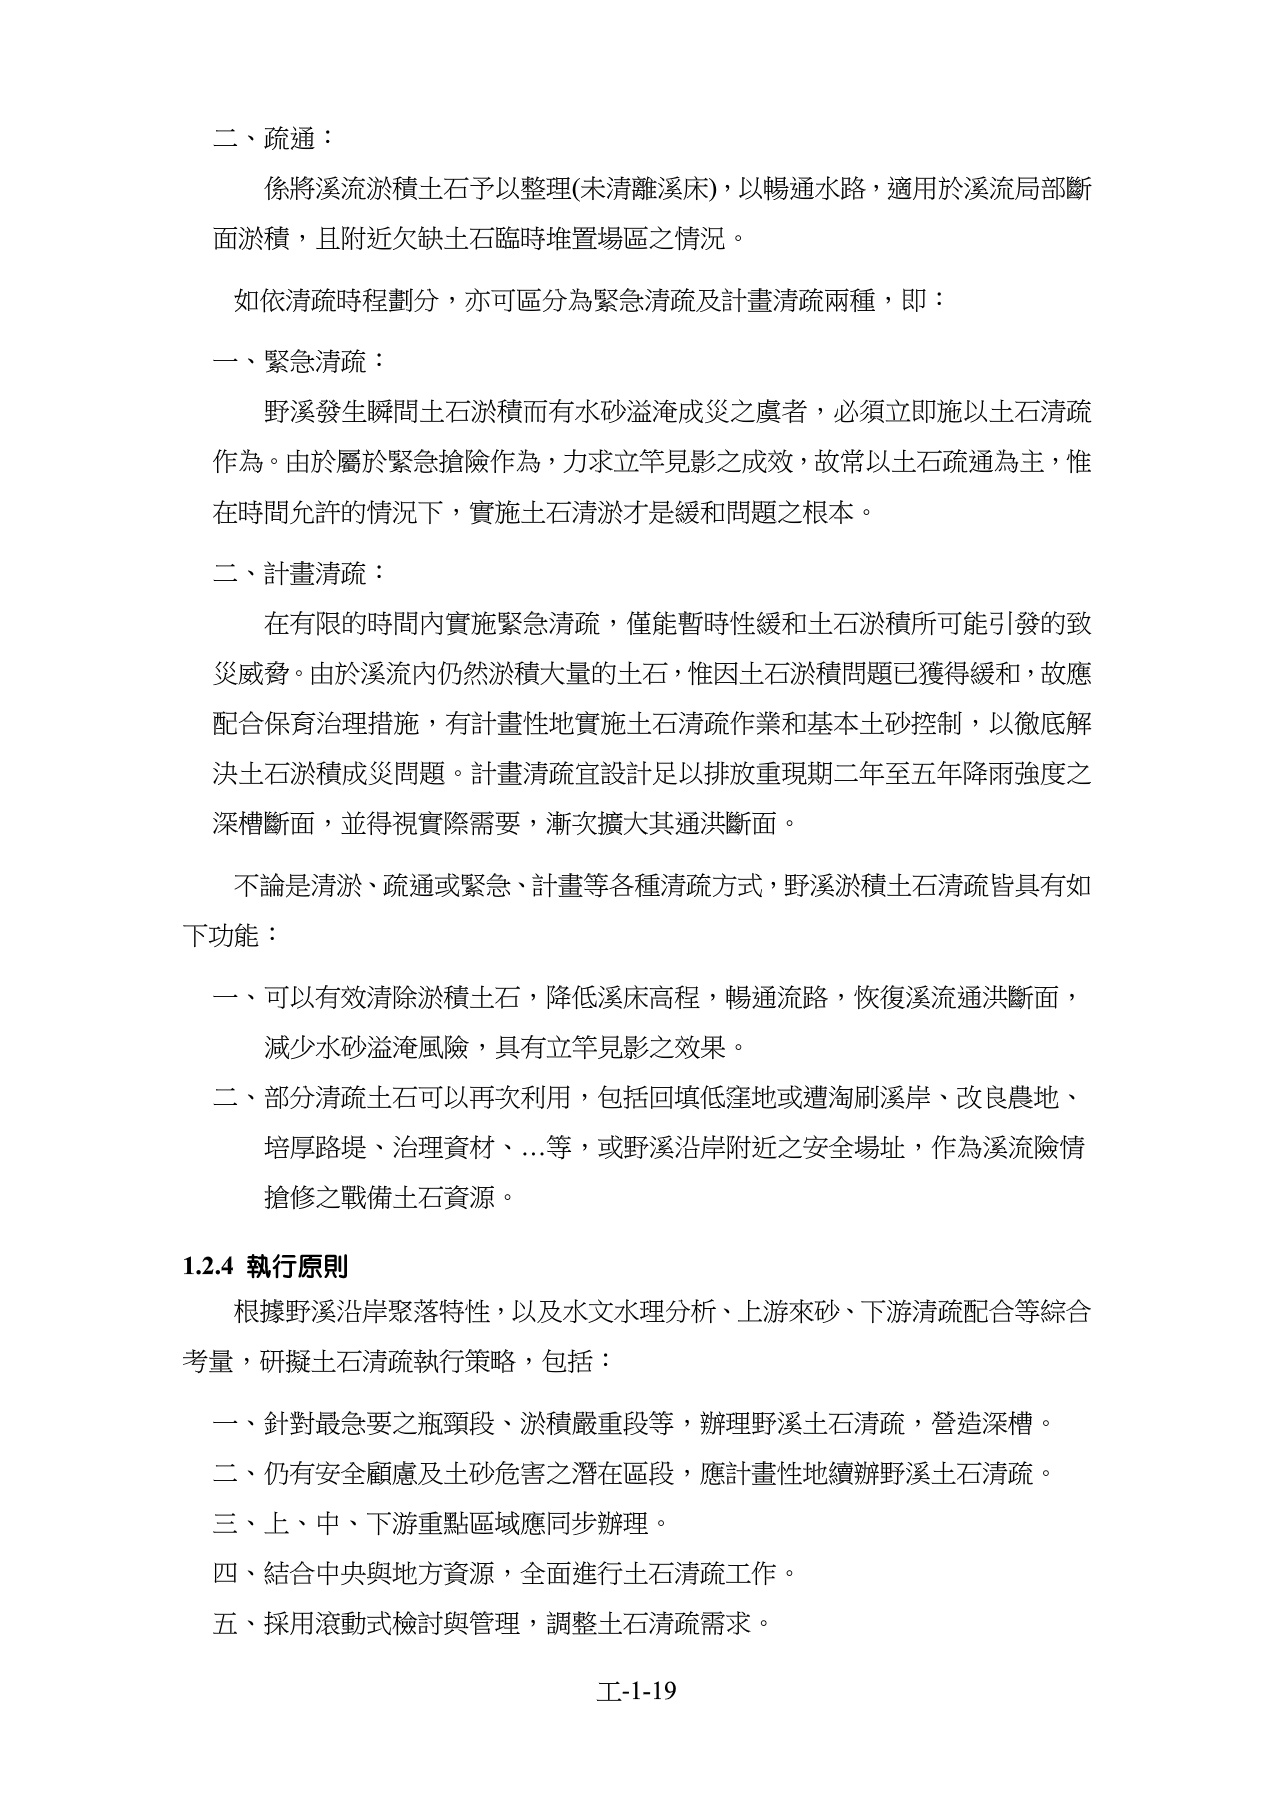 二、疏通：
係將溪流淤積土石予以整理(未清離溪床)，以暢通水路，適用於溪流局部斷
面淤積，且附近欠缺土石臨時堆置場區之情況。
如依清疏時程劃分，亦可區分為緊急清疏及計畫清疏兩種，即：
一、緊急清疏：
野溪發生瞬間土石淤積而有水砂溢淹成災之虞者，必須立即施以土石清疏
作為。由於屬於緊急搶險作為，力求立竿見影之成效，故常以土石疏通為主，惟
在時間允許的情況下，實施土石清淤才是緩和問題之根本。
二、計畫清疏：
在有限的時間內實施緊急清疏，僅能暫時性緩和土石淤積所可能引發的致
災威脅。由於溪流內仍然淤積大量的土石，惟因土石淤積問題已獲得緩和，故應
配合保育治理措施，有計畫性地實施土石清疏作業和基本土砂控制，以徹底解
決土石淤積成災問題。計畫清疏宜設計足以排放重現期二年至五年降雨強度之
深槽斷面，並得視實際需要，漸次擴大其通洪斷面。
不論是清淤、疏通或緊急、計畫等各種清疏方式，野溪淤積土石清疏皆具有如
下功能：
一、可以有效清除淤積土石，降低溪床高程，暢通流路，恢復溪流通洪斷面，
減少水砂溢淹風險，具有立竿見影之效果。
二、部分清疏土石可以再次利用，包括回填低窪地或遭淘刷溪岸、改良農地、
培厚路堤、治理資材、…等，或野溪沿岸附近之安全場址，作為溪流險情
搶修之戰備土石資源。
1.2.4 執行原則
根據野溪沿岸聚落特性，以及水文水理分析、上游來砂、下游清疏配合等綜合
考量，研擬土石清疏執行策略，包括：
一、針對最急要之瓶頸段、淤積嚴重段等，辦理野溪土石清疏，營造深槽。
二、仍有安全顧慮及土砂危害之潛在區段，應計畫性地續辦野溪土石清疏。
三、上、中、下游重點區域應同步辦理。
四、結合中央與地方資源，全面進行土石清疏工作。
五、採用滾動式檢討與管理，調整土石清疏需求。
工-1-19